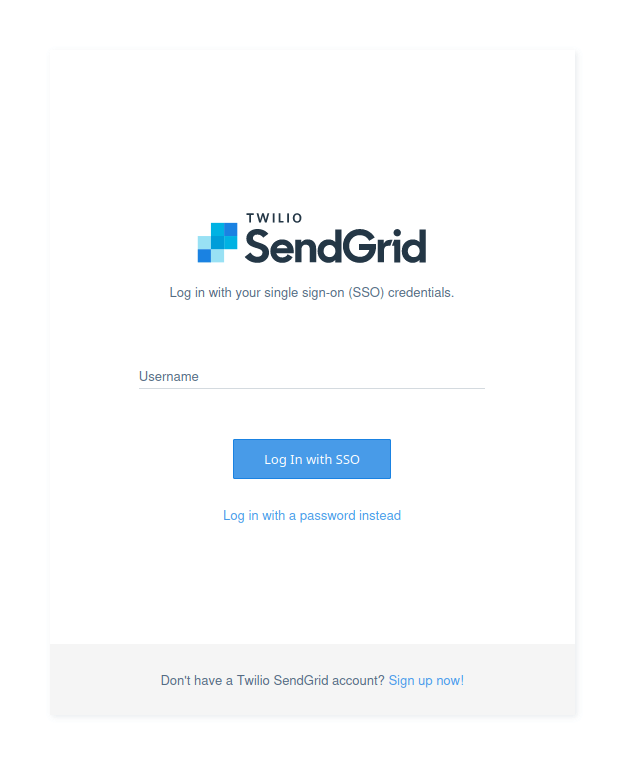 TWILIO
SendGrid
Log in with your single sign-on (SSO) credentials.
Username
Log In with SSO
Log in with a password instead
Don't have a Twilio SendGrid account? Sign up now!